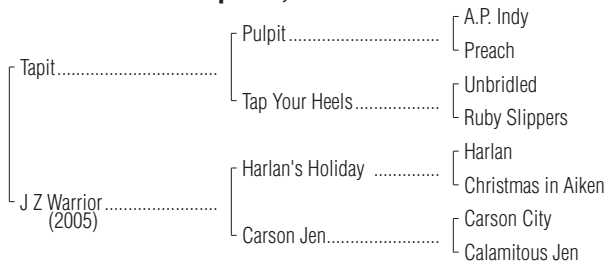 A.P. Indy
Pulpit
Preach
Tapit
Unbridled
Tap Your Heels
Ruby Slippers
Harlan
Harlan's Holiday
Christmas in Aiken
J Z Warrior
(2005)
Carson City
Carson Jen
Calamitous Jen